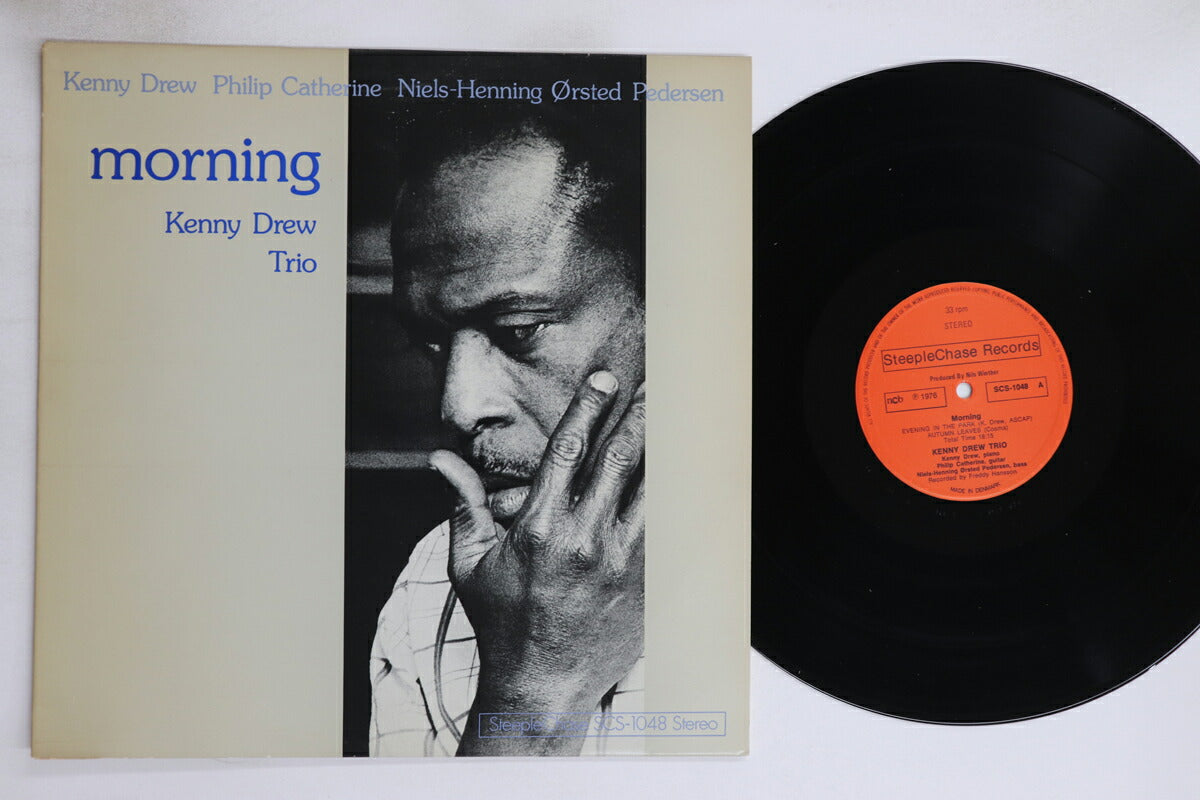 Kenny Drew Philip Catherine Niels-Henning Ørsted Pedersen
morning
Kenny Drew
Trio
SteepleChase SCS-1048 Stereo
33 rpm
STEREO
SteepleChase Records
Produced By Nils Winther
ncb ℗ 1976 SCS-1048 A
Morning
EVENING IN THE PARK (K. Drew, ASCAP)
AUTUMN LEAVES (Cosma)
Total Time 18:15
KENNY DREW TRIO
Kenny Drew, piano
Philip Catherine, guitar
Niels-Henning Ørsted Pedersen, bass
Recorded by Freddy Hansson
MADE IN DENMARK